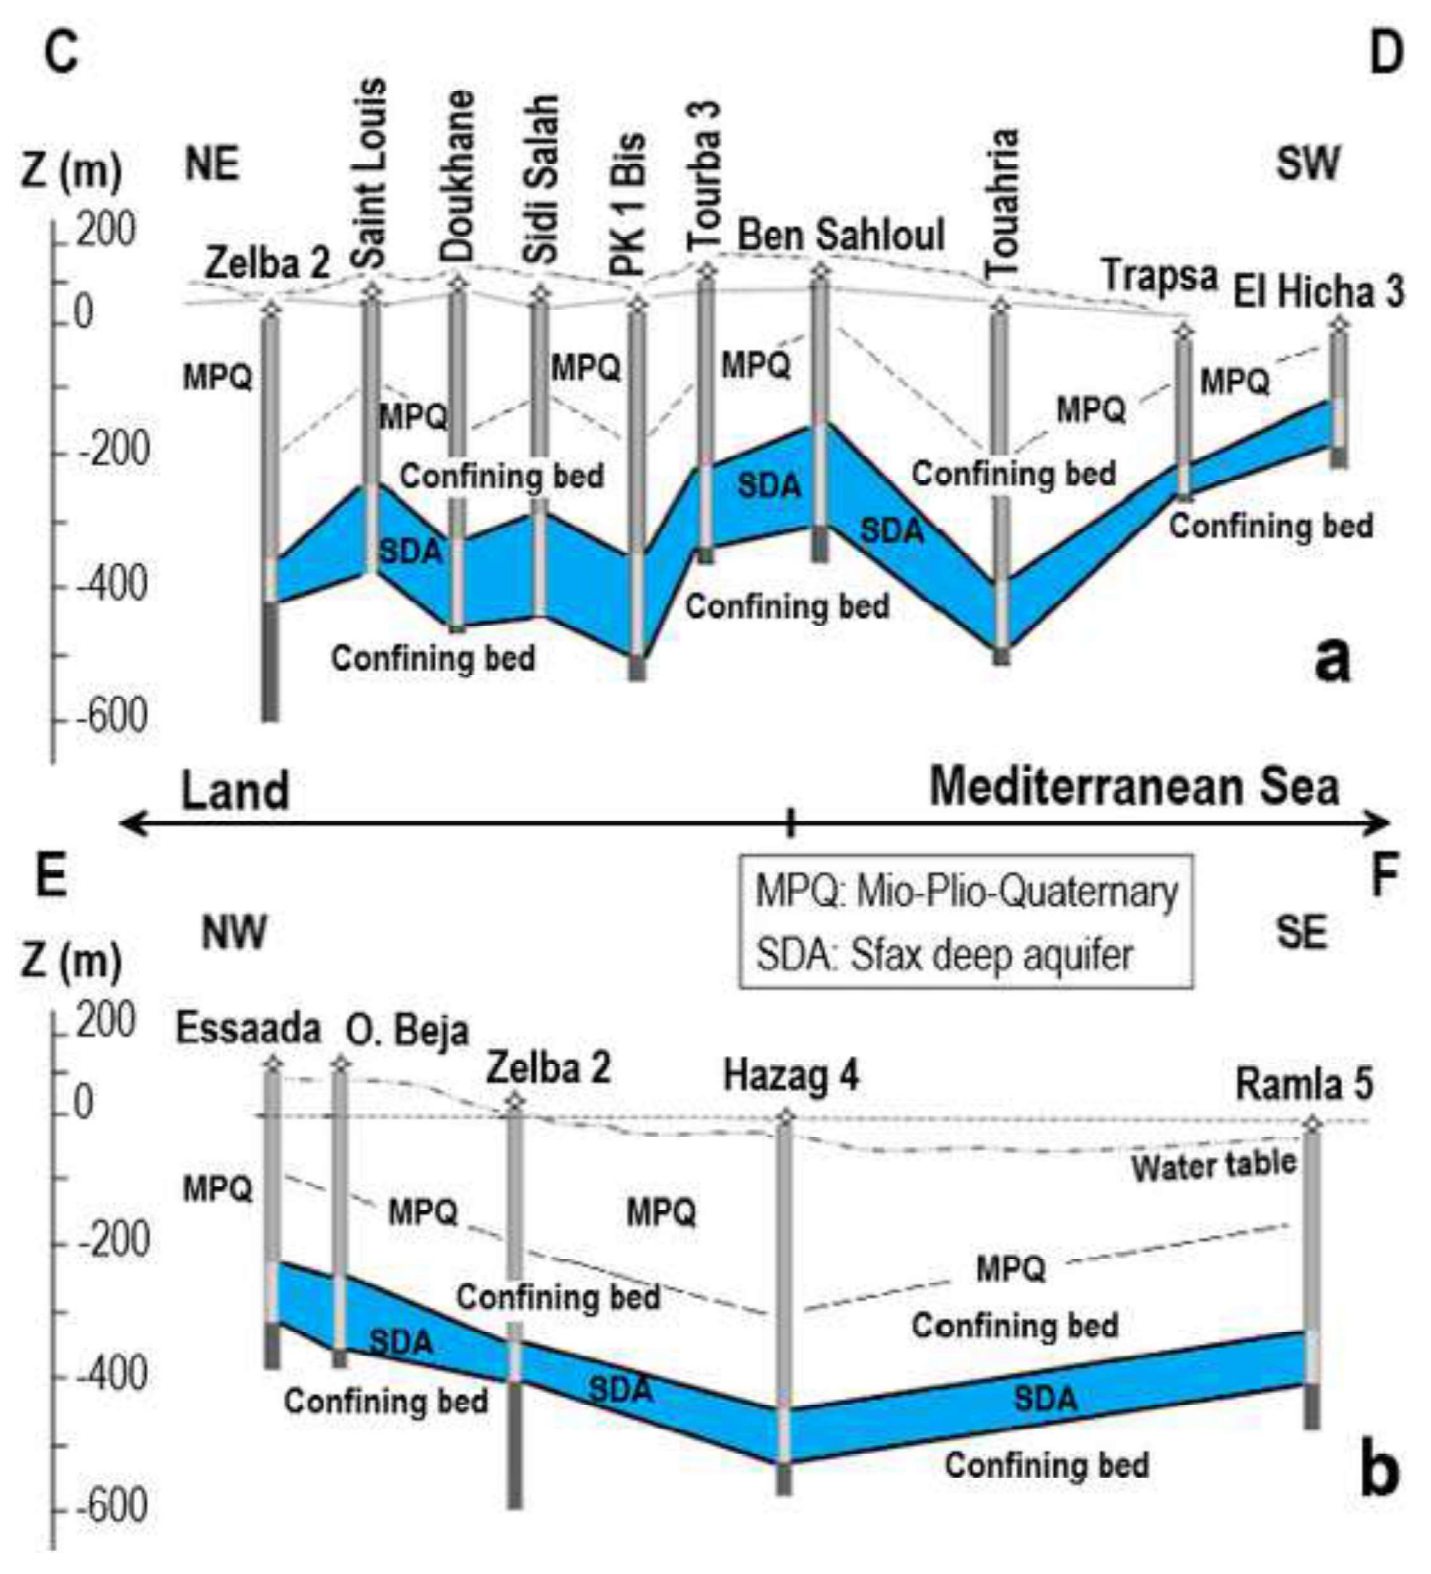 C
D
NE
SW
Z (m)
Saint Louis
Doukhane
Sidi Salah
PK 1 Bis
Tourba 3
Touahria
Zelba 2
Ben Sahloul
Trapsa
El Hicha 3
200
0
-200
-400
-600
MPQ
MPQ
MPQ
MPQ
MPQ
MPQ
Confining bed
Confining bed
SDA
SDA
SDA
Confining bed
Confining bed
Confining bed
a
Land
Mediterranean Sea
E
F
MPQ: Mio-Plio-Quaternary
SDA: Sfax deep aquifer
NW
SE
Z (m)
Essaada
O. Beja
Zelba 2
Hazag 4
Ramla 5
200
0
-200
-400
-600
Water table
MPQ
MPQ
MPQ
MPQ
Confining bed
Confining bed
SDA
SDA
SDA
Confining bed
Confining bed
b